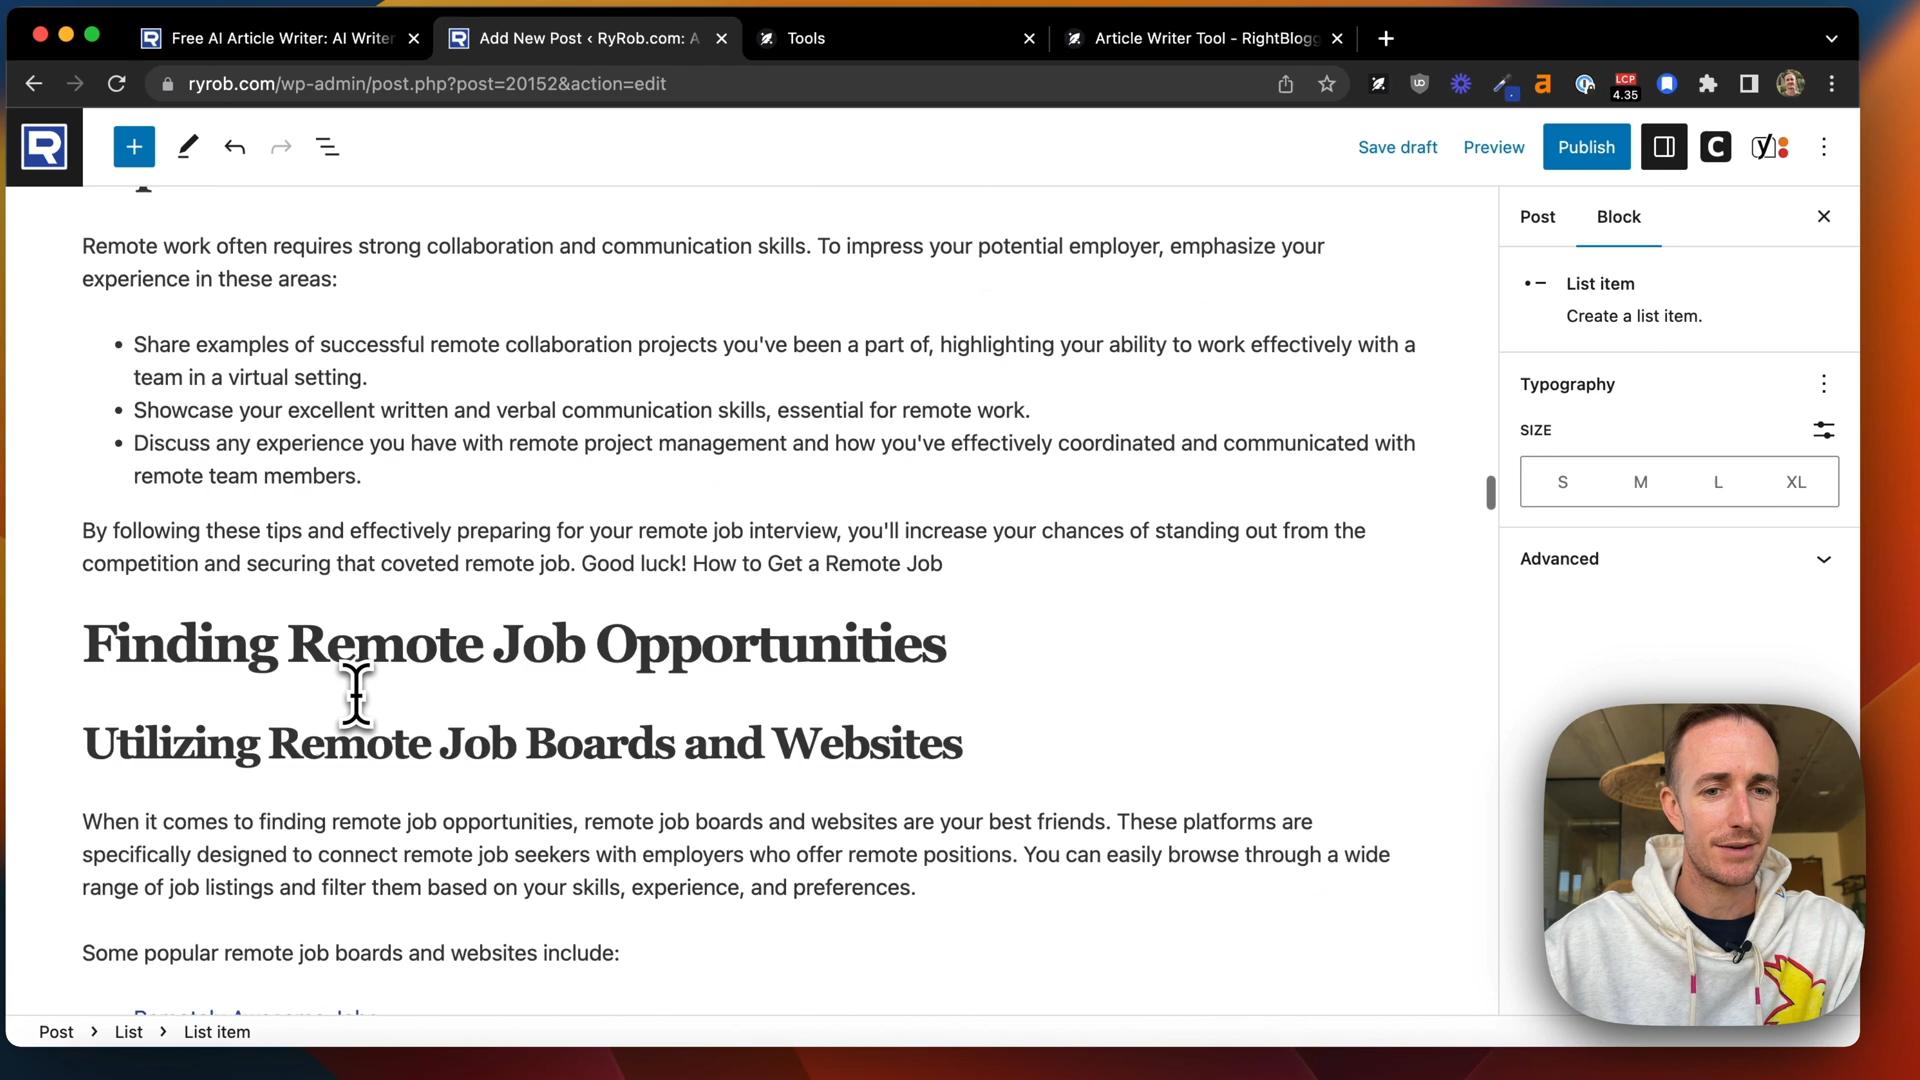 Free AI Article Writer: AI Writer
Add New Post ‹ RyRob.com: A
Tools
Article Writer Tool - RightBlogg
ryrob.com/wp-admin/post.php?post=20152&action=edit
LCP
4.35
Save draft
Preview
Publish
Remote work often requires strong collaboration and communication skills. To impress your potential employer, emphasize your
experience in these areas:
• Share examples of successful remote collaboration projects you've been a part of, highlighting your ability to work effectively with a
team in a virtual setting.
• Showcase your excellent written and verbal communication skills, essential for remote work.
• Discuss any experience you have with remote project management and how you've effectively coordinated and communicated with
remote team members.
By following these tips and effectively preparing for your remote job interview, you'll increase your chances of standing out from the
competition and securing that coveted remote job. Good luck! How to Get a Remote Job
Finding Remote Job Opportunities
Utilizing Remote Job Boards and Websites
When it comes to finding remote job opportunities, remote job boards and websites are your best friends. These platforms are
specifically designed to connect remote job seekers with employers who offer remote positions. You can easily browse through a wide
range of job listings and filter them based on your skills, experience, and preferences.
Some popular remote job boards and websites include:
Post
Block
List item
Create a list item.
Typography
SIZE
S M L XL
Advanced
Post > List > List item